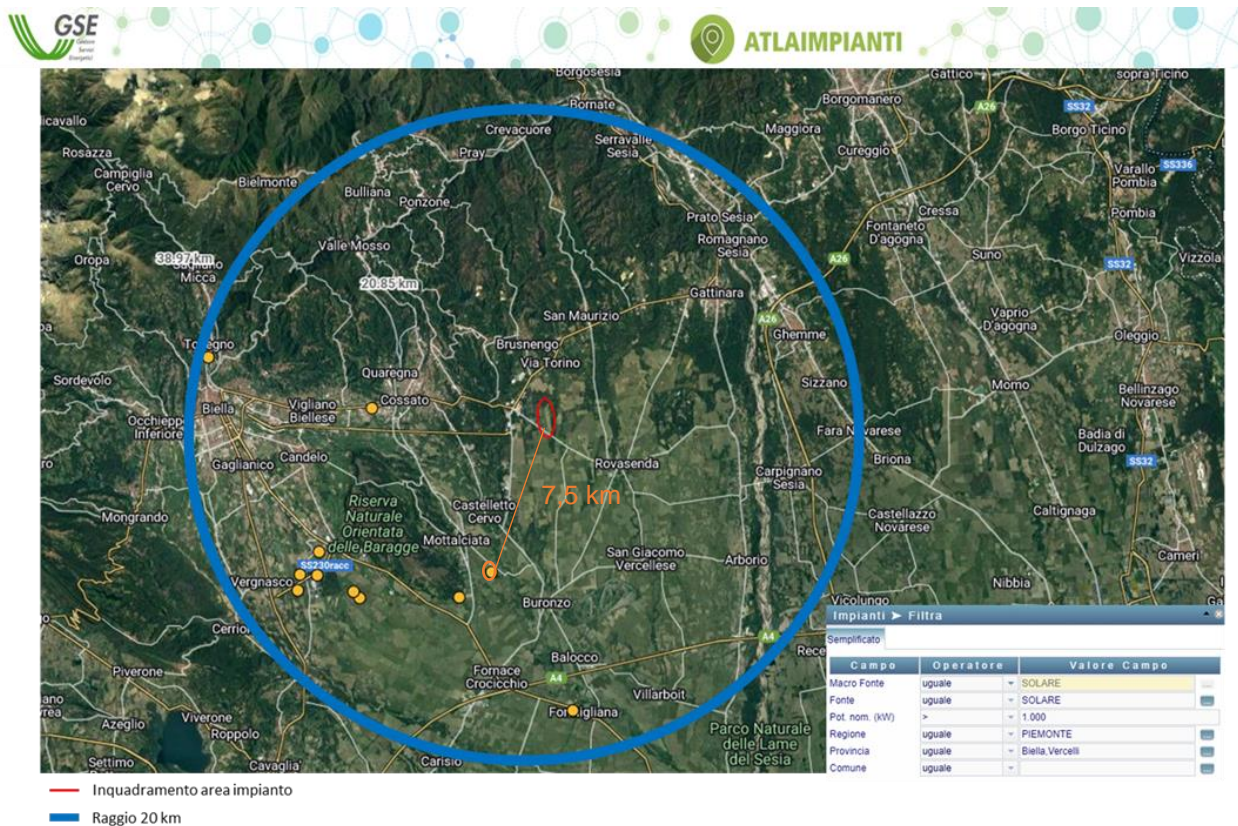 GSE
Gestore
Servizi
Energetici
ATLAIMPIANTI
Borgosesia
Gattico
sopra Ticino
licavallo
Bornate
Borgomanero
A26
SS32
Rosazza
Crevacuore
Serravalle
Sesia
Maggiora
Borgo Ticino
Campiglia
Cervo
Pray
Cureggio
Varallo
Pombia
SS336
Bielmonte
Bulliana
Ponzone
Prato Sesia
Cressa
Pombia
Romagnano
Sesia
Fontaneto
D'agogna
Valle Mosso
Oropa
38.97 km
Sagliano
Micca
A26
Suno
SS32
Vizzola
20.85 km
Gattinara
San Maurizio
A26
Vaprio
D'agogna
Oleggio
Tollegno
Brusnengo
Ghemme
Via Torino
Sordevolo
Quaregna
Sizzano
Momo
Bellinzago
Novarese
Biella
Vigliano
Biellese
Cossato
Occhieppo
Inferiore
Fara Novarese
Badia di
Dulzago
Gaglianico
Candelo
Rovasenda
Briona
SS32
Carpignano
Sesia
7,5 km
Mongrando
Riserva
Naturale
Orientata
delle Baragge
Castelletto
Cervo
Castellazzo
Novarese
Caltignaga
Mottalciata
San Giacomo
Vercellese
Arborio
Cameri
SS230racc
Vergnasco
Nibbia
Buronzo
Vicolungo
Cerrion
A4
Rece
Balocco
Piverone
Fornace
Crocicchio
A4
Villarboit
Azeglio
Viverone
Roppolo
Formigliana
Parco Naturale
delle Lame
del Sesia
Settimo
Cavaglia
Carisio
Impianti ➤ Filtra
Semplificato
Campo Operatore Valore Campo
Macro Fonte uguale SOLARE
Fonte uguale SOLARE
Pot. nom. (kW) > 1.000
Regione uguale PIEMONTE
Provincia uguale Biella,Vercelli
Comune uguale
Inquadramento area impianto
Raggio 20 km